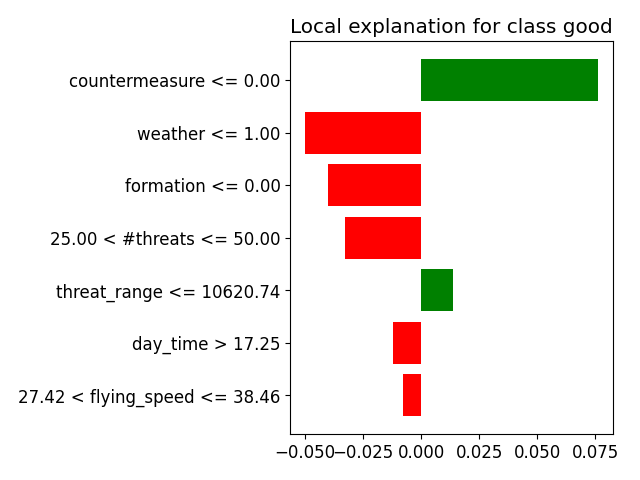 Local explanation for class good
countermeasure <= 0.00
weather <= 1.00
formation <= 0.00
25.00 < #threats <= 50.00
threat_range <= 10620.74
day_time > 17.25
27.42 < flying_speed <= 38.46
−0.050 −0.025 0.000 0.025 0.050 0.075